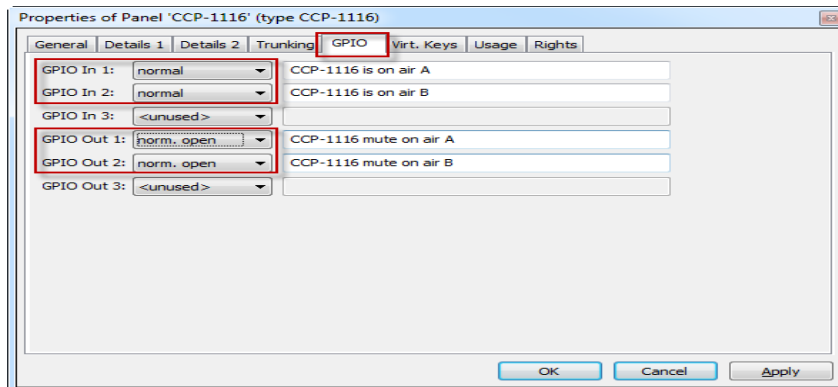 Properties of Panel 'CCP-1116' (type CCP-1116)
General Details 1 Details 2 Trunking GPIO Virt. Keys Usage Rights
GPIO In 1: normal CCP-1116 is on air A
GPIO In 2: normal CCP-1116 is on air B
GPIO In 3: <unused>
GPIO Out 1: norm. open CCP-1116 mute on air A
GPIO Out 2: norm. open CCP-1116 mute on air B
GPIO Out 3: <unused>
OK Cancel Apply